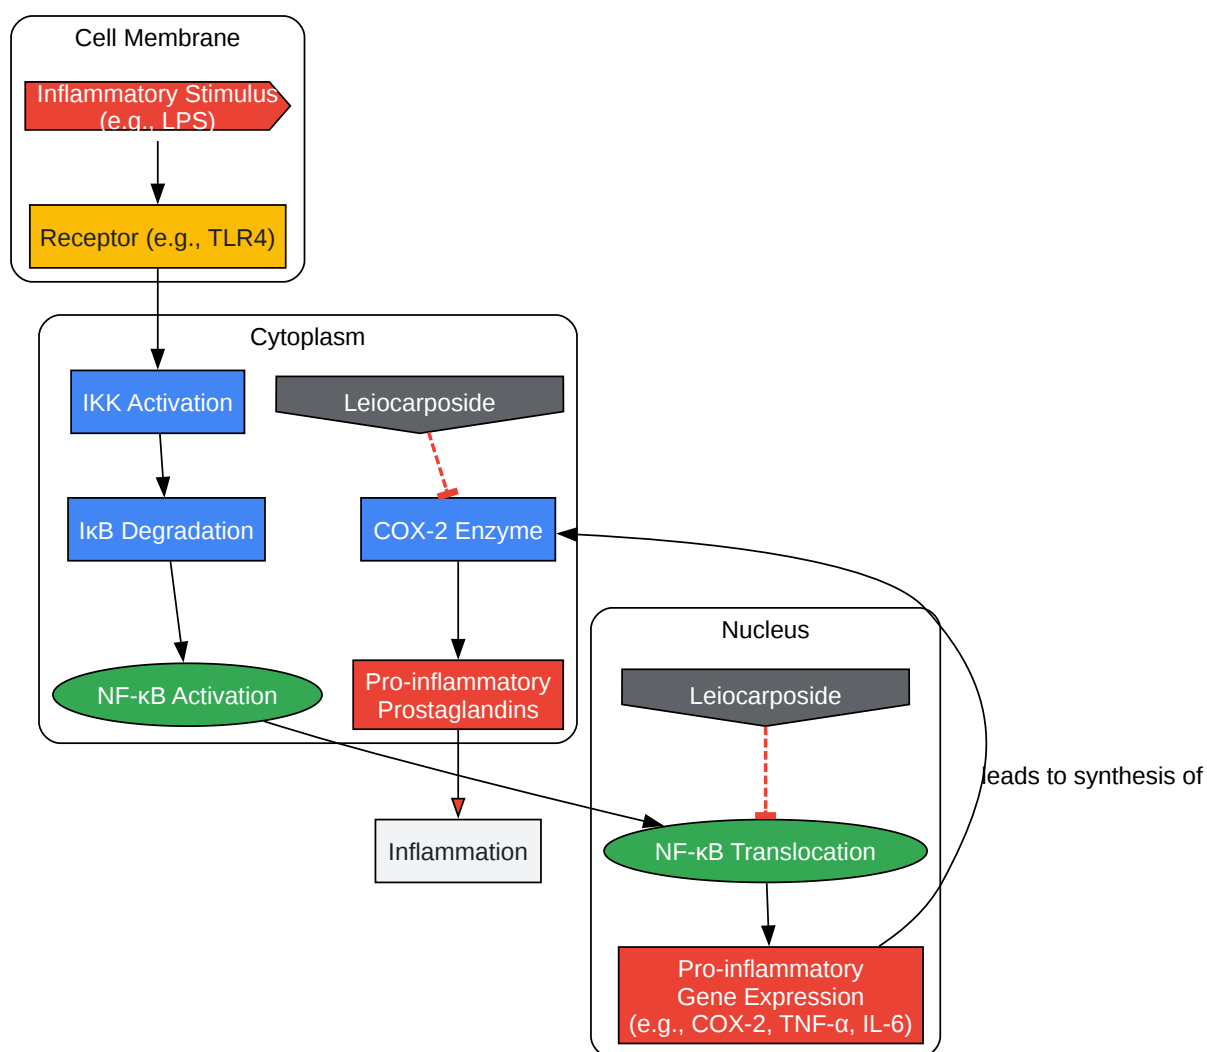 Cell Membrane
Inflammatory Stimulus
(e.g., LPS)
Receptor (e.g., TLR4)
Cytoplasm
IKK Activation
Leiocarposide
IκB Degradation
COX-2 Enzyme
NF-κB Activation
Pro-inflammatory
Prostaglandins
Inflammation
Nucleus
Leiocarposide
leads to synthesis of
NF-κB Translocation
Pro-inflammatory
Gene Expression
(e.g., COX-2, TNF-α, IL-6)